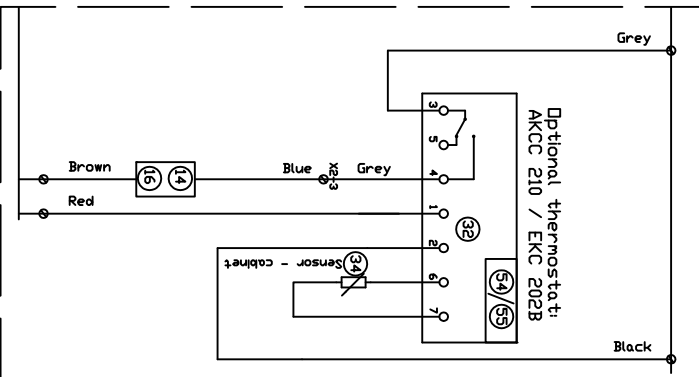 Grey
Optional thermostat:
AKCC 210 / EKC 202B
3
5
4
1
2
6
7
32
54/55
Brown
16
14
Blue
X2-3
Grey
Red
34
Sensor - cabinet
Black